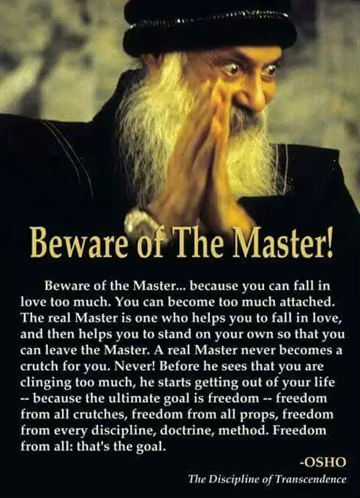 Beware of The Master!
Beware of the Master... because you can fall in
love too much. You can become too much attached.
The real Master is one who helps you to fall in love,
and then helps you to stand on your own so that you
can leave the Master. A real Master never becomes a
crutch for you. Never! Before he sees that you are
clinging too much, he starts getting out of your life
-- because the ultimate goal is freedom -- freedom
from all crutches, freedom from all props, freedom
from every discipline, doctrine, method. Freedom
from all: that's the goal.
-OSHO
The Discipline of Transcendence